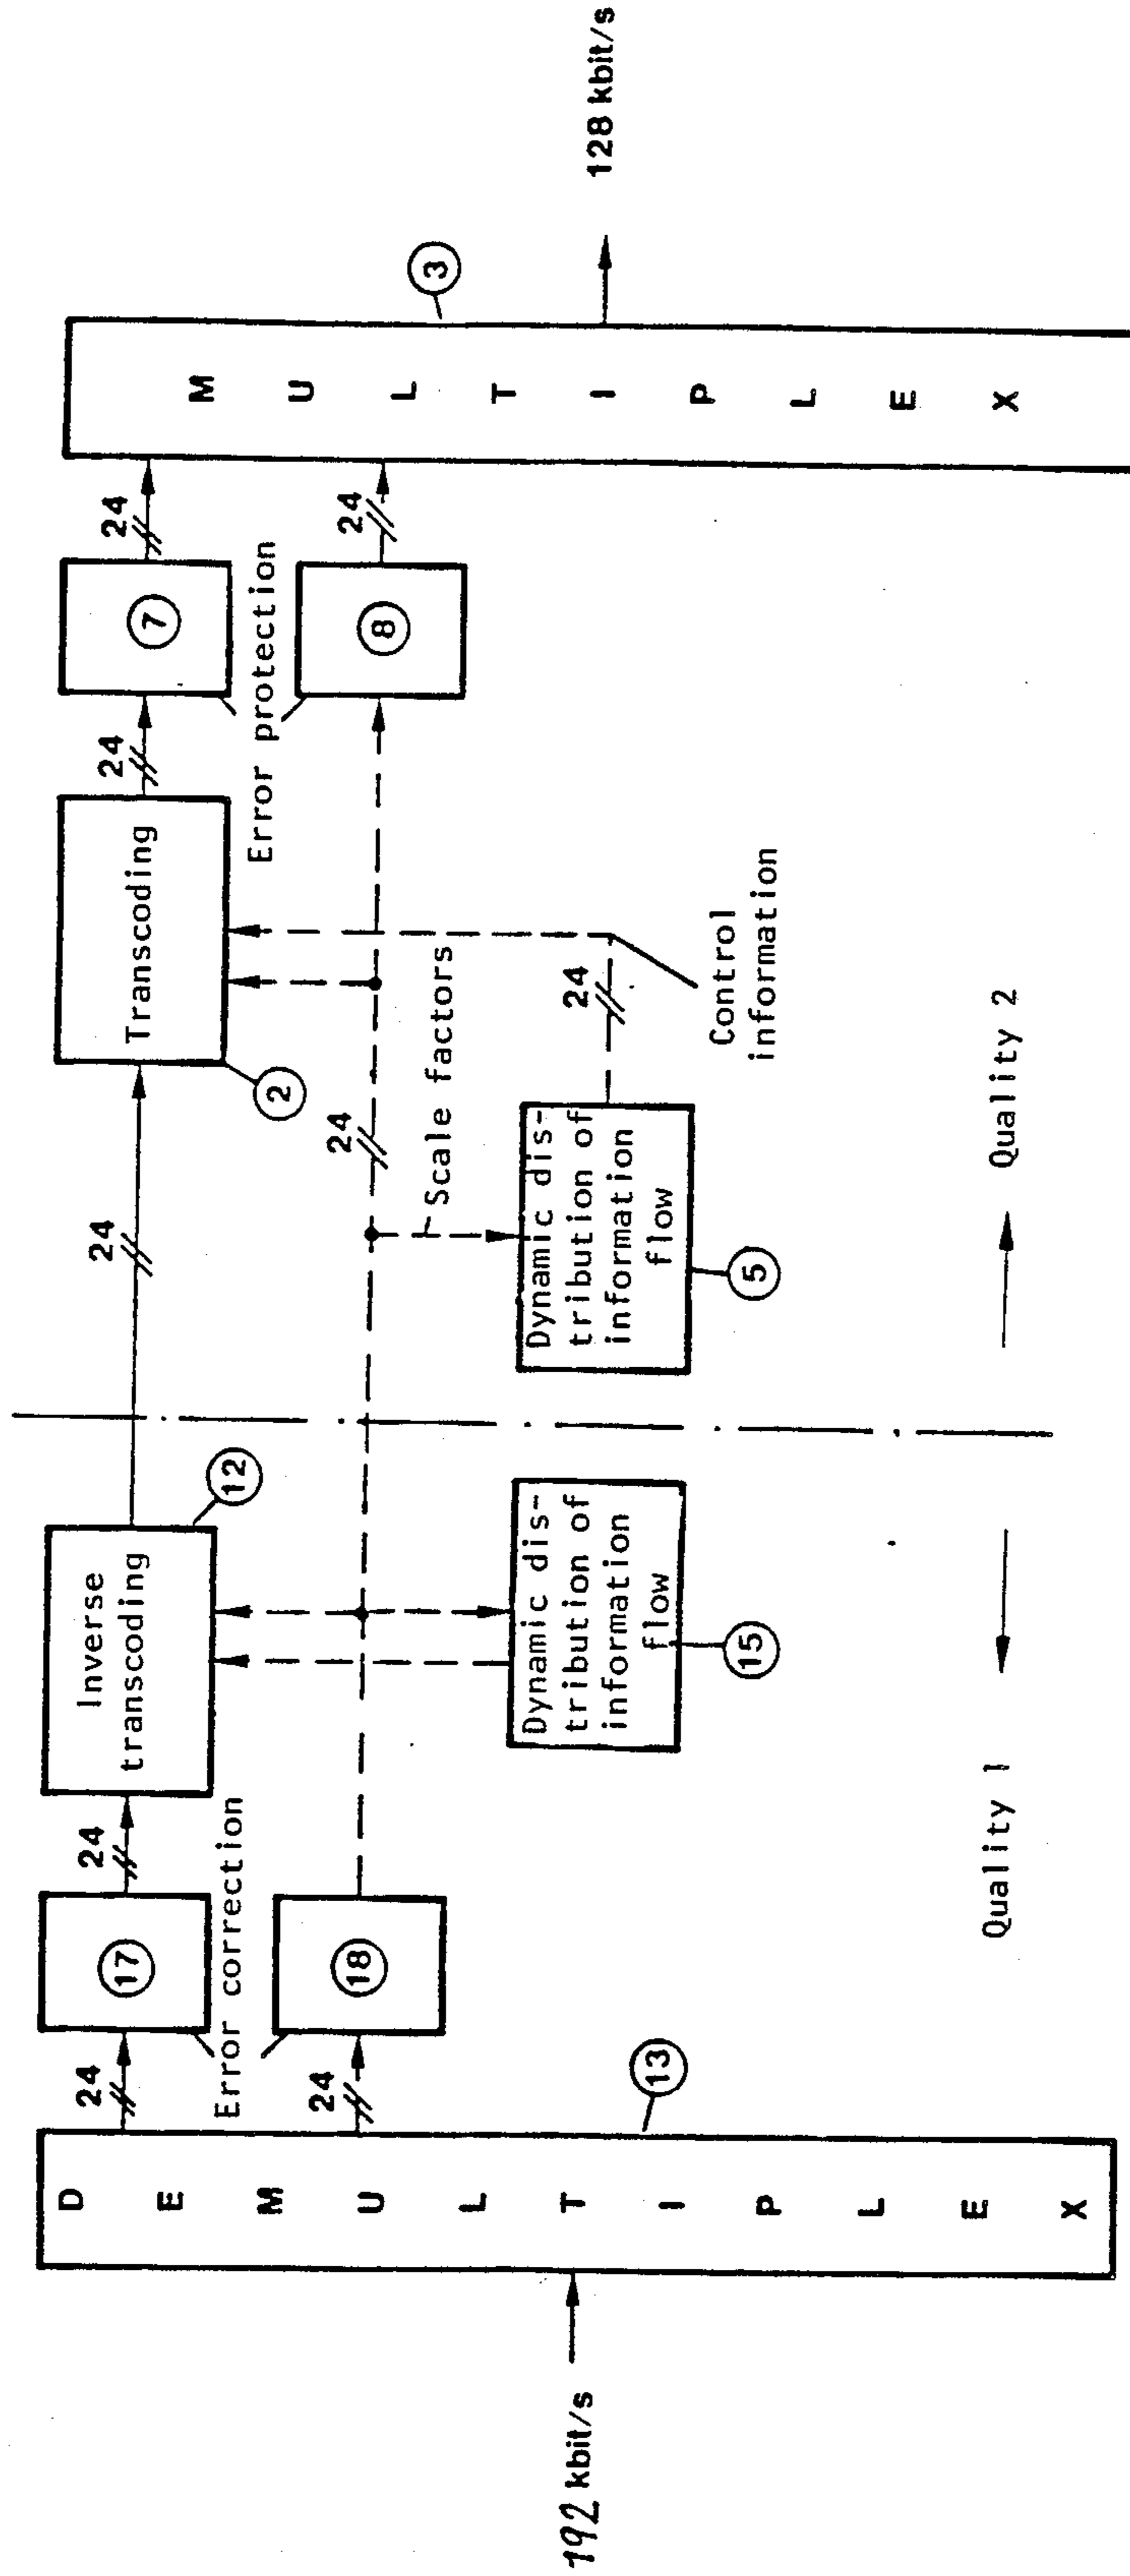 192 kbit/s
D E M U L T I P L E X
13
24
24
17
18
Error correction
24
Inverse
transcoding
12
Dynamic dis-
tribution of
information
flow
15
Quality 1
24
24
Scale factors
Dynamic dis-
tribution of
information
flow
5
24
Control
information
Quality 2
Transcoding
2
24
7
8
Error protection
24
24
M U L T I P L E X
3
128 kbit/s